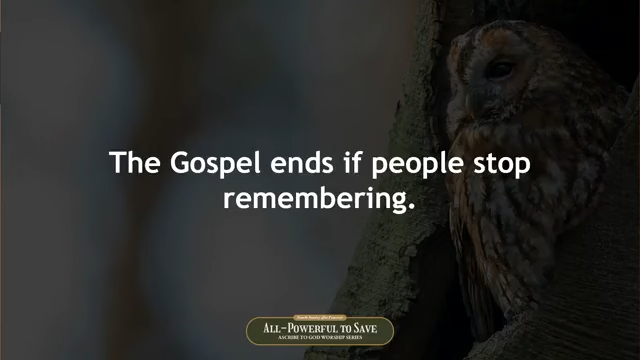 The Gospel ends if people stop
remembering.
All-Powerful to Save
Ascribe to God Worship Series